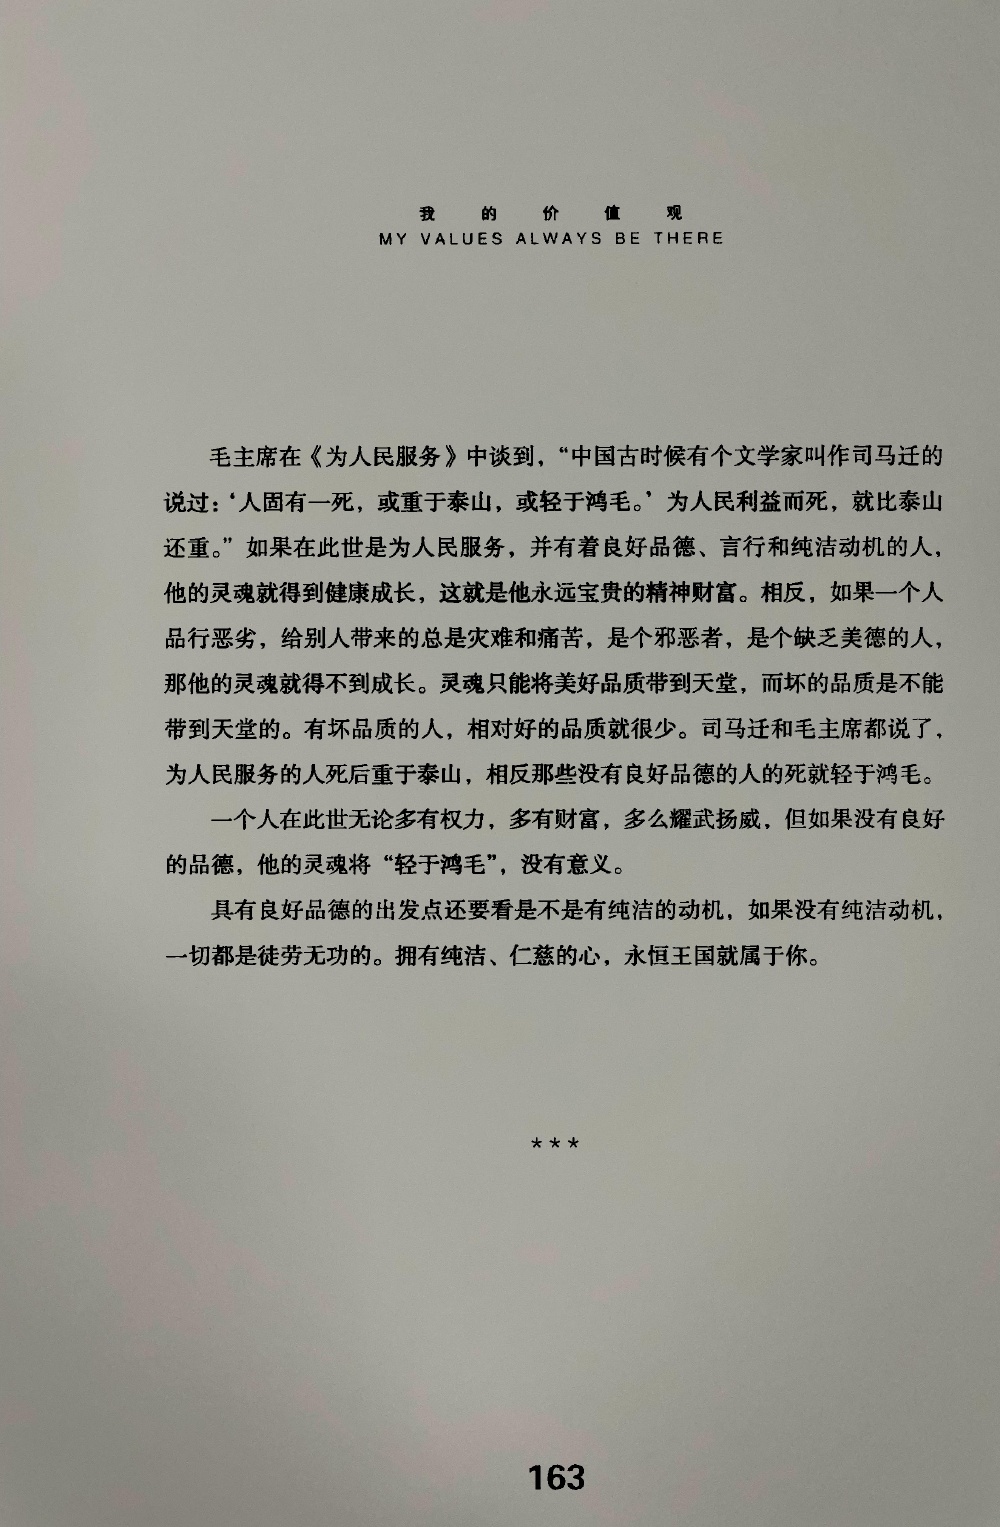 我的价值观
MY VALUES ALWAYS BE THERE
毛主席在《为人民服务》中谈到，“中国古时候有个文学家叫作司马迁的
说过：‘人固有一死，或重于泰山，或轻于鸿毛。’为人民利益而死，就比泰山
还重。”如果在此世是为人民服务，并有着良好品德、言行和纯洁动机的人，
他的灵魂就得到健康成长，这就是他永远宝贵的精神财富。相反，如果一个人
品行恶劣，给别人带来的总是灾难和痛苦，是个邪恶者，是个缺乏美德的人，
那他的灵魂就得不到成长。灵魂只能将美好品质带到天堂，而坏的品质是不能
带到天堂的。有坏品质的人，相对好的品质就很少。司马迁和毛主席都说了，
为人民服务的人死后重于泰山，相反那些没有良好品德的人的死就轻于鸿毛。
一个人在此世无论多有权力，多有财富，多么耀武扬威，但如果没有良好
的品德，他的灵魂将“轻于鸿毛”，没有意义。
具有良好品德的出发点还要看是不是有纯洁的动机，如果没有纯洁动机，
一切都是徒劳无功的。拥有纯洁、仁慈的心，永恒王国就属于你。
***
163